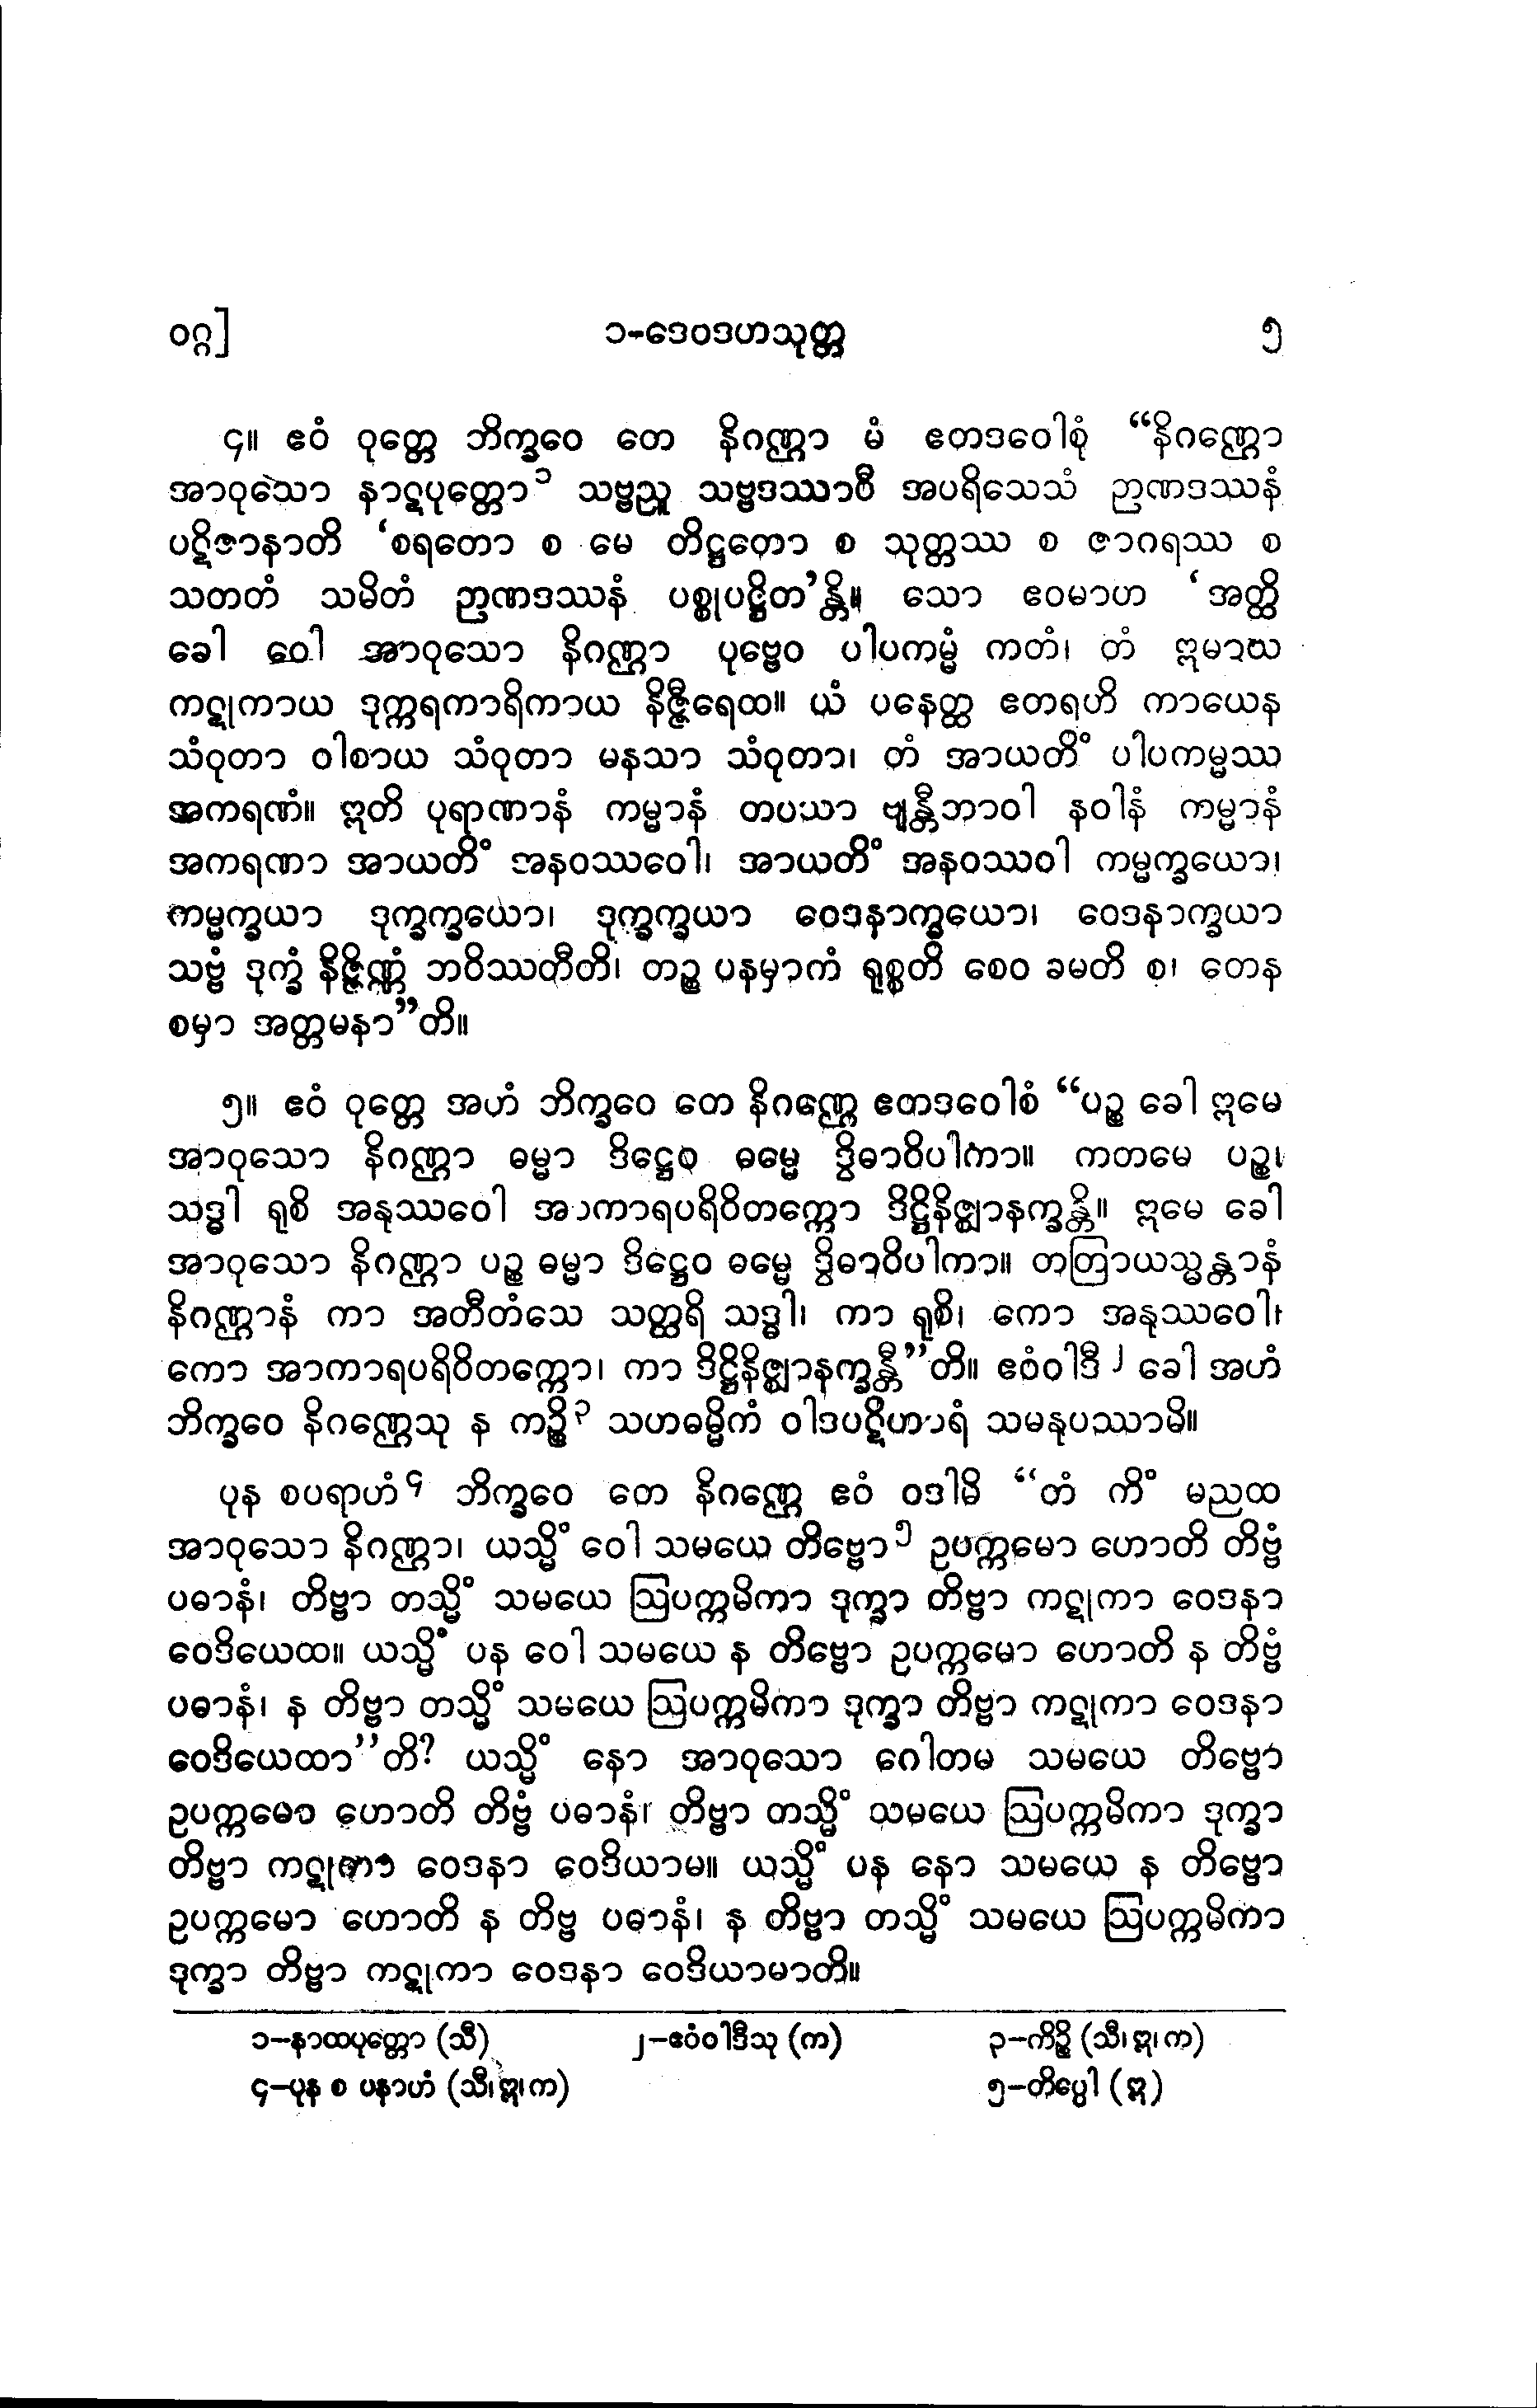 ဝဂ္ဂ]
၁-ဒေဝဒဟသုတ္တ
၅
၄။ ဧဝံ ဝုတ္တေ ဘိက္ခဝေ တေ နိဂဏ္ဌာ မံ ဧတဒဝေါစုံ “နိဂဏ္ဌော
အာဝုသော နာဋပုတ္တော၁ သဗ္ဗညူ သဗ္ဗဒဿာဝီ အပရိသေသံ ဉာဏဒဿနံ
ပဋိဇာနာတိ ‘စရတော စ မေ တိဋ္ဌတော စ သုတ္တဿ စ ဇာဂရဿ စ
သတတံ သမိတံ ဉာဏဒဿနံ ပစ္စုပဋ္ဌိတ’န္တိ။ သော ဧဝမာဟ ‘အတ္ထိ
ခေါ ဝေါ အာဝုသော နိဂဏ္ဌာ ပုဗ္ဗေဝ ပါပကမ္မံ ကတံ၊ တံ ဣမာယ
ကဋုကာယ ဒုက္ကရကာရိကာယ နိဇ္ဇီရေထ။ ယံ ပနေတ္ထ ဧတရဟိ ကာယေန
သံဝုတာ ဝါစာယ သံဝုတာ မနသာ သံဝုတာ၊ တံ အာယတိံ ပါပကမ္မဿ
အကရဏံ။ ဣတိ ပုရာဏာနံ ကမ္မာနံ တပသာ ဗျန္တီဘာဝါ နဝါနံ ကမ္မာနံ
အကရဏာ အာယတိံ အနဝဿဝေါ၊ အာယတိံ အနဝဿဝါ ကမ္မက္ခယော၊
ကမ္မက္ခယာ ဒုက္ခက္ခယော၊ ဒုက္ခက္ခယာ ဝေဒနာက္ခယော၊ ဝေဒနာက္ခယာ
သဗ္ဗံ ဒုက္ခံ နိဇ္ဇိဏ္ဏံ ဘဝိဿတီတိ၊ တဉ္စ ပနမှာကံ ရုစ္စတိ စေဝ ခမတိ စ၊ တေန
စမှာ အတ္တမနာ”တိ။
၅။ ဧဝံ ဝုတ္တေ အဟံ ဘိက္ခဝေ တေ နိဂဏ္ဌေ ဧတဒဝေါစံ “ပဉ္စ ခေါ ဣမေ
အာဝုသော နိဂဏ္ဌာ ဓမ္မာ ဒိဋ္ဌေဝ ဓမ္မေ ဒွိဓာဝိပါကာ။ ကတမေ ပဉ္စ၊
သဒ္ဓါ ရုစိ အနုဿဝေါ အာကာရပရိဝိတက္ကော ဒိဋ္ဌိနိဇ္ဈာနက္ခန္တိ။ ဣမေ ခေါ
အာဝုသော နိဂဏ္ဌာ ပဉ္စ ဓမ္မာ ဒိဋ္ဌေဝ ဓမ္မေ ဒွိဓာဝိပါကာ။ တတြာယသ္မန္တာနံ
နိဂဏ္ဌာနံ ကာ အတီတံသေ သတ္ထရိ သဒ္ဓါ၊ ကာ ရုစိ၊ ကော အနုဿဝေါ၊
ကော အာကာရပရိဝိတက္ကော၊ ကာ ဒိဋ္ဌိနိဇ္ဈာနက္ခန္တီ”တိ။ ဧဝံဝါဒီ၂ ခေါ အဟံ
ဘိက္ခဝေ နိဂဏ္ဌေသု န ကဉ္စိ၃ သဟဓမ္မိကံ ဝါဒပဋိဟာရံ သမနုပဿာမိ။
ပုန စပရာဟံ၄ ဘိက္ခဝေ တေ နိဂဏ္ဌေ ဧဝံ ဝဒါမိ “တံ ကိံ မညထ
အာဝုသော နိဂဏ္ဌာ၊ ယသ္မိံ ဝေါ သမယေ တိဗ္ဗော၅ ဥပက္ကမော ဟောတိ တိဗ္ဗံ
ပဓာနံ၊ တိဗ္ဗာ တသ္မိံ သမယေ ဩပက္ကမိကာ ဒုက္ခာ တိဗ္ဗာ ကဋုကာ ဝေဒနာ
ဝေဒိယေထ။ ယသ္မိံ ပန ဝေါ သမယေ န တိဗ္ဗော ဥပက္ကမော ဟောတိ န တိဗ္ဗံ
ပဓာနံ၊ န တိဗ္ဗာ တသ္မိံ သမယေ ဩပက္ကမိကာ ဒုက္ခာ တိဗ္ဗာ ကဋုကာ ဝေဒနာ
ဝေဒိယေထာ”တိ? ယသ္မိံ နော အာဝုသော ဂေါတမ သမယေ တိဗ္ဗော
ဥပက္ကမော ဟောတိ တိဗ္ဗံ ပဓာနံ၊ တိဗ္ဗာ တသ္မိံ သမယေ ဩပက္ကမိကာ ဒုက္ခာ
တိဗ္ဗာ ကဋုကာ ဝေဒနာ ဝေဒိယာမ။ ယသ္မိံ ပန နော သမယေ န တိဗ္ဗော
ဥပက္ကမော ဟောတိ န တိဗ္ဗ ပဓာနံ၊ န တိဗ္ဗာ တသ္မိံ သမယေ ဩပက္ကမိကာ
ဒုက္ခာ တိဗ္ဗာ ကဋုကာ ဝေဒနာ ဝေဒိယာမာတိ။
၁-နာထပုတ္တော (သီ) ၂-ဧဝံဝါဒီသု (က) ၃-ကိဉ္စိ (သီ၊ ဣ၊ က)
၄-ပုန စ ပနာဟံ (သီ၊ ဣ၊ က) ၅-တိပ္ပေါ (ဣ)